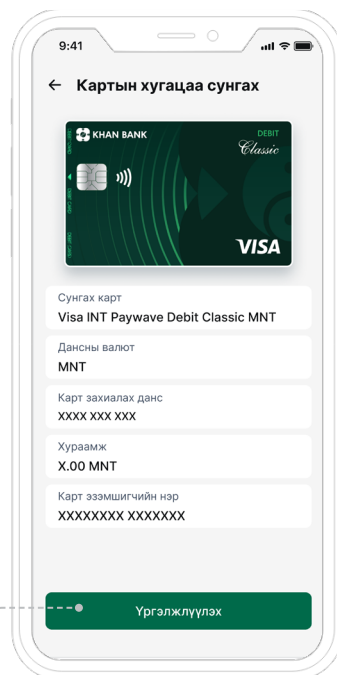 9:41
← Картын хугацаа сунгах
KHAN BANK
DEBIT
Classic
VISA
Сунгах карт
Visa INT Paywave Debit Classic MNT
Дансны валют
MNT
Карт захиалах данс
XXXX XXX XXX
Хураамж
X.00 MNT
Карт эзэмшигчийн нэр
XXXXXXXX XXXXXXX
Үргэлжлүүлэх